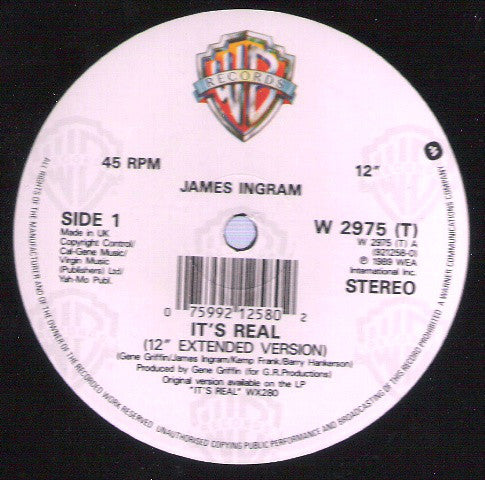 WB
RECORDS
45 RPM
12"
JAMES INGRAM
SIDE 1
Made in UK
Copyright Control/
Cal-Gene Music/
Virgin Music
(Publishers) Ltd/
Yah-Mo Publ.
W 2975 (T)
W 2975 (T) A
(921258-0)
℗ 1989 WEA
International Inc.
STEREO
0 75992 12580 2
IT'S REAL
(12" EXTENDED VERSION)
(Gene Griffin/James Ingram/Kemp Frank/Barry Hankerson)
Produced by Gene Griffin (for G.R.Productions)
Original version available on the LP
"IT'S REAL" WX280
ALL RIGHTS OF THE MANUFACTURER AND OF THE OWNER OF THE RECORDED WORK RESERVED. UNAUTHORISED COPYING PUBLIC PERFORMANCE AND BROADCASTING OF THIS RECORD PROHIBITED. A WARNER COMMUNICATIONS COMPANY